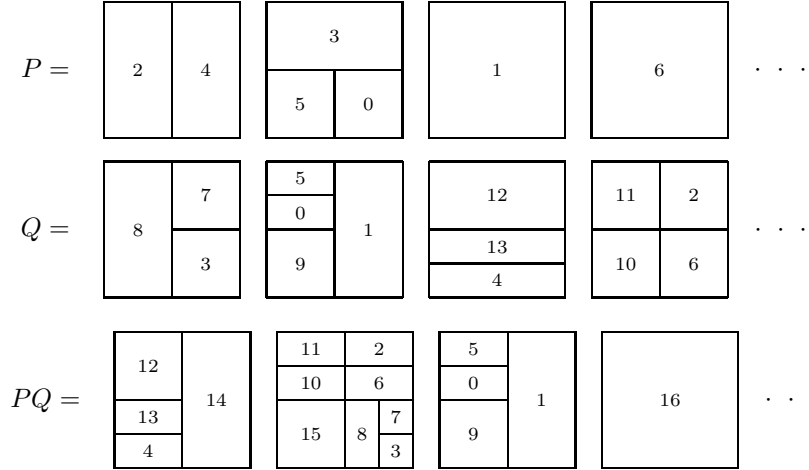 P = 2 4 3 5 0 1 6 · · ·
Q = 8 7 3 5 0 9 1 12 13 4 11 2 10 6 · · ·
PQ = 12 13 4 14 11 2 10 6 15 8 7 3 5 0 9 1 16 · ·